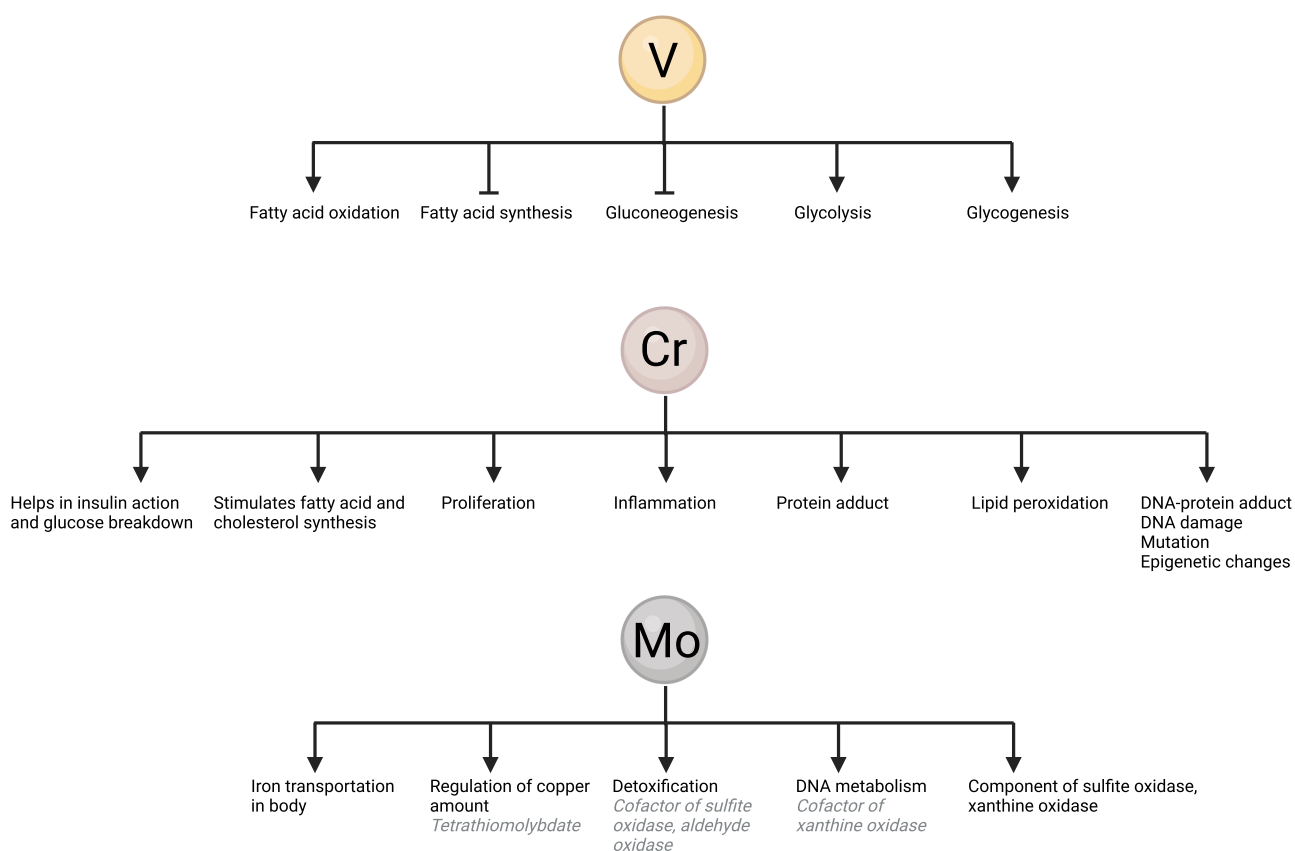 V
Fatty acid oxidation
Fatty acid synthesis
Gluconeogenesis
Glycolysis
Glycogenesis
Cr
Helps in insulin action
and glucose breakdown
Stimulates fatty acid and
cholesterol synthesis
Proliferation
Inflammation
Protein adduct
Lipid peroxidation
DNA-protein adduct
DNA damage
Mutation
Epigenetic changes
Mo
Iron transportation
in body
Regulation of copper
amount
Tetrathiomolybdate
Detoxification
Cofactor of sulfite
oxidase, aldehyde
oxidase
DNA metabolism
Cofactor of
xanthine oxidase
Component of sulfite oxidase,
xanthine oxidase